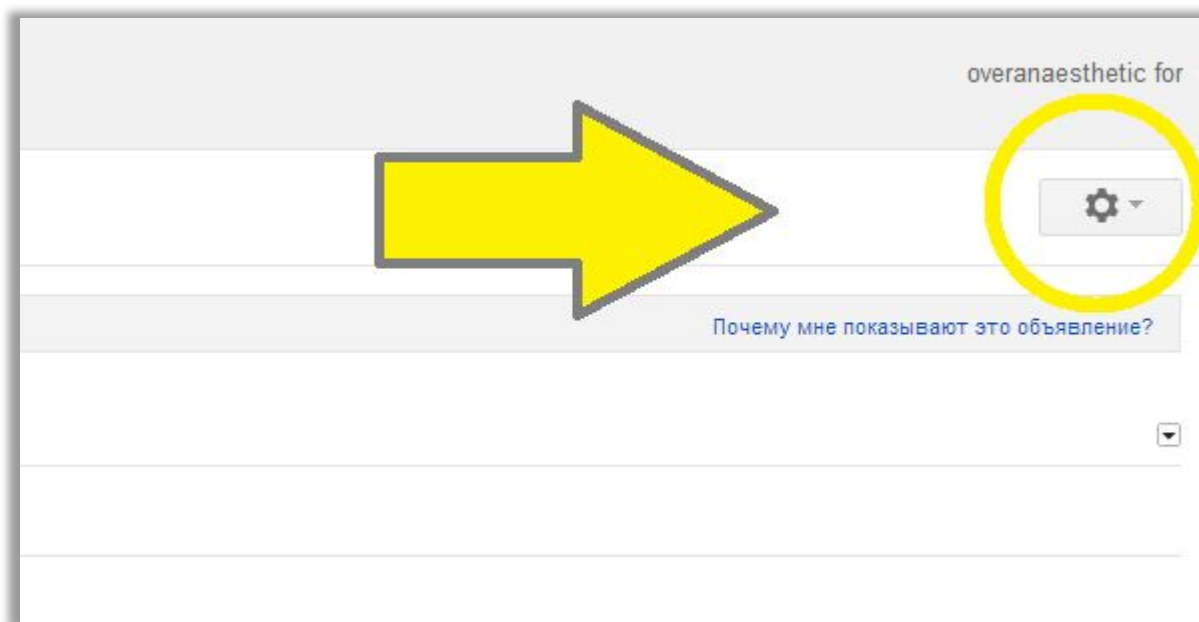 overanaesthetic for
Почему мне показывают это объявление?